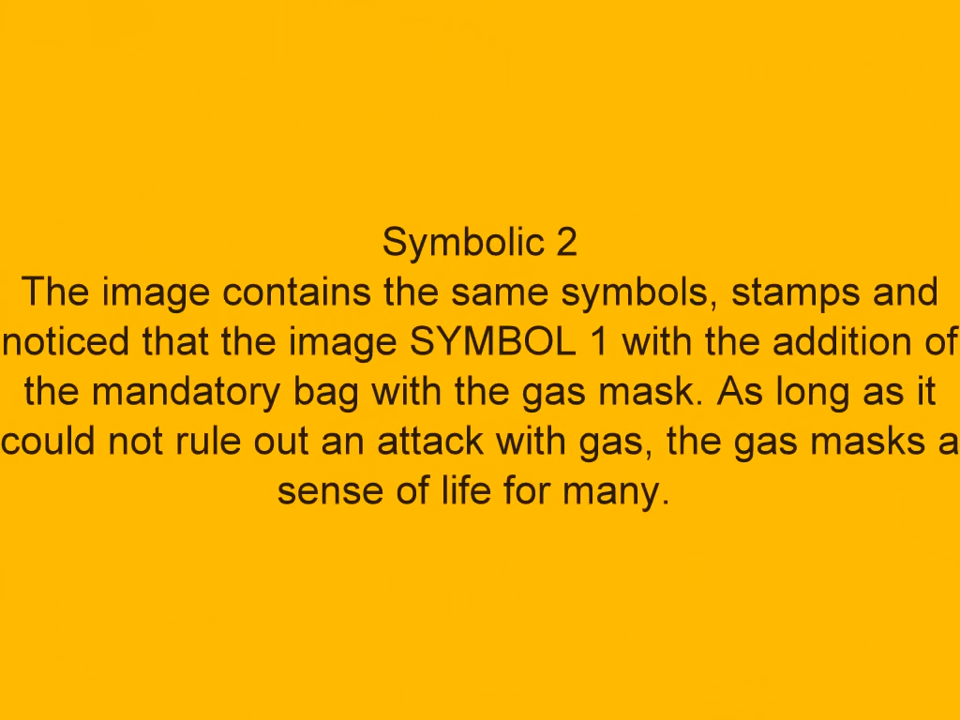 Symbolic 2
The image contains the same symbols, stamps and
noticed that the image SYMBOL 1 with the addition of
the mandatory bag with the gas mask. As long as it
could not rule out an attack with gas, the gas masks a
sense of life for many.